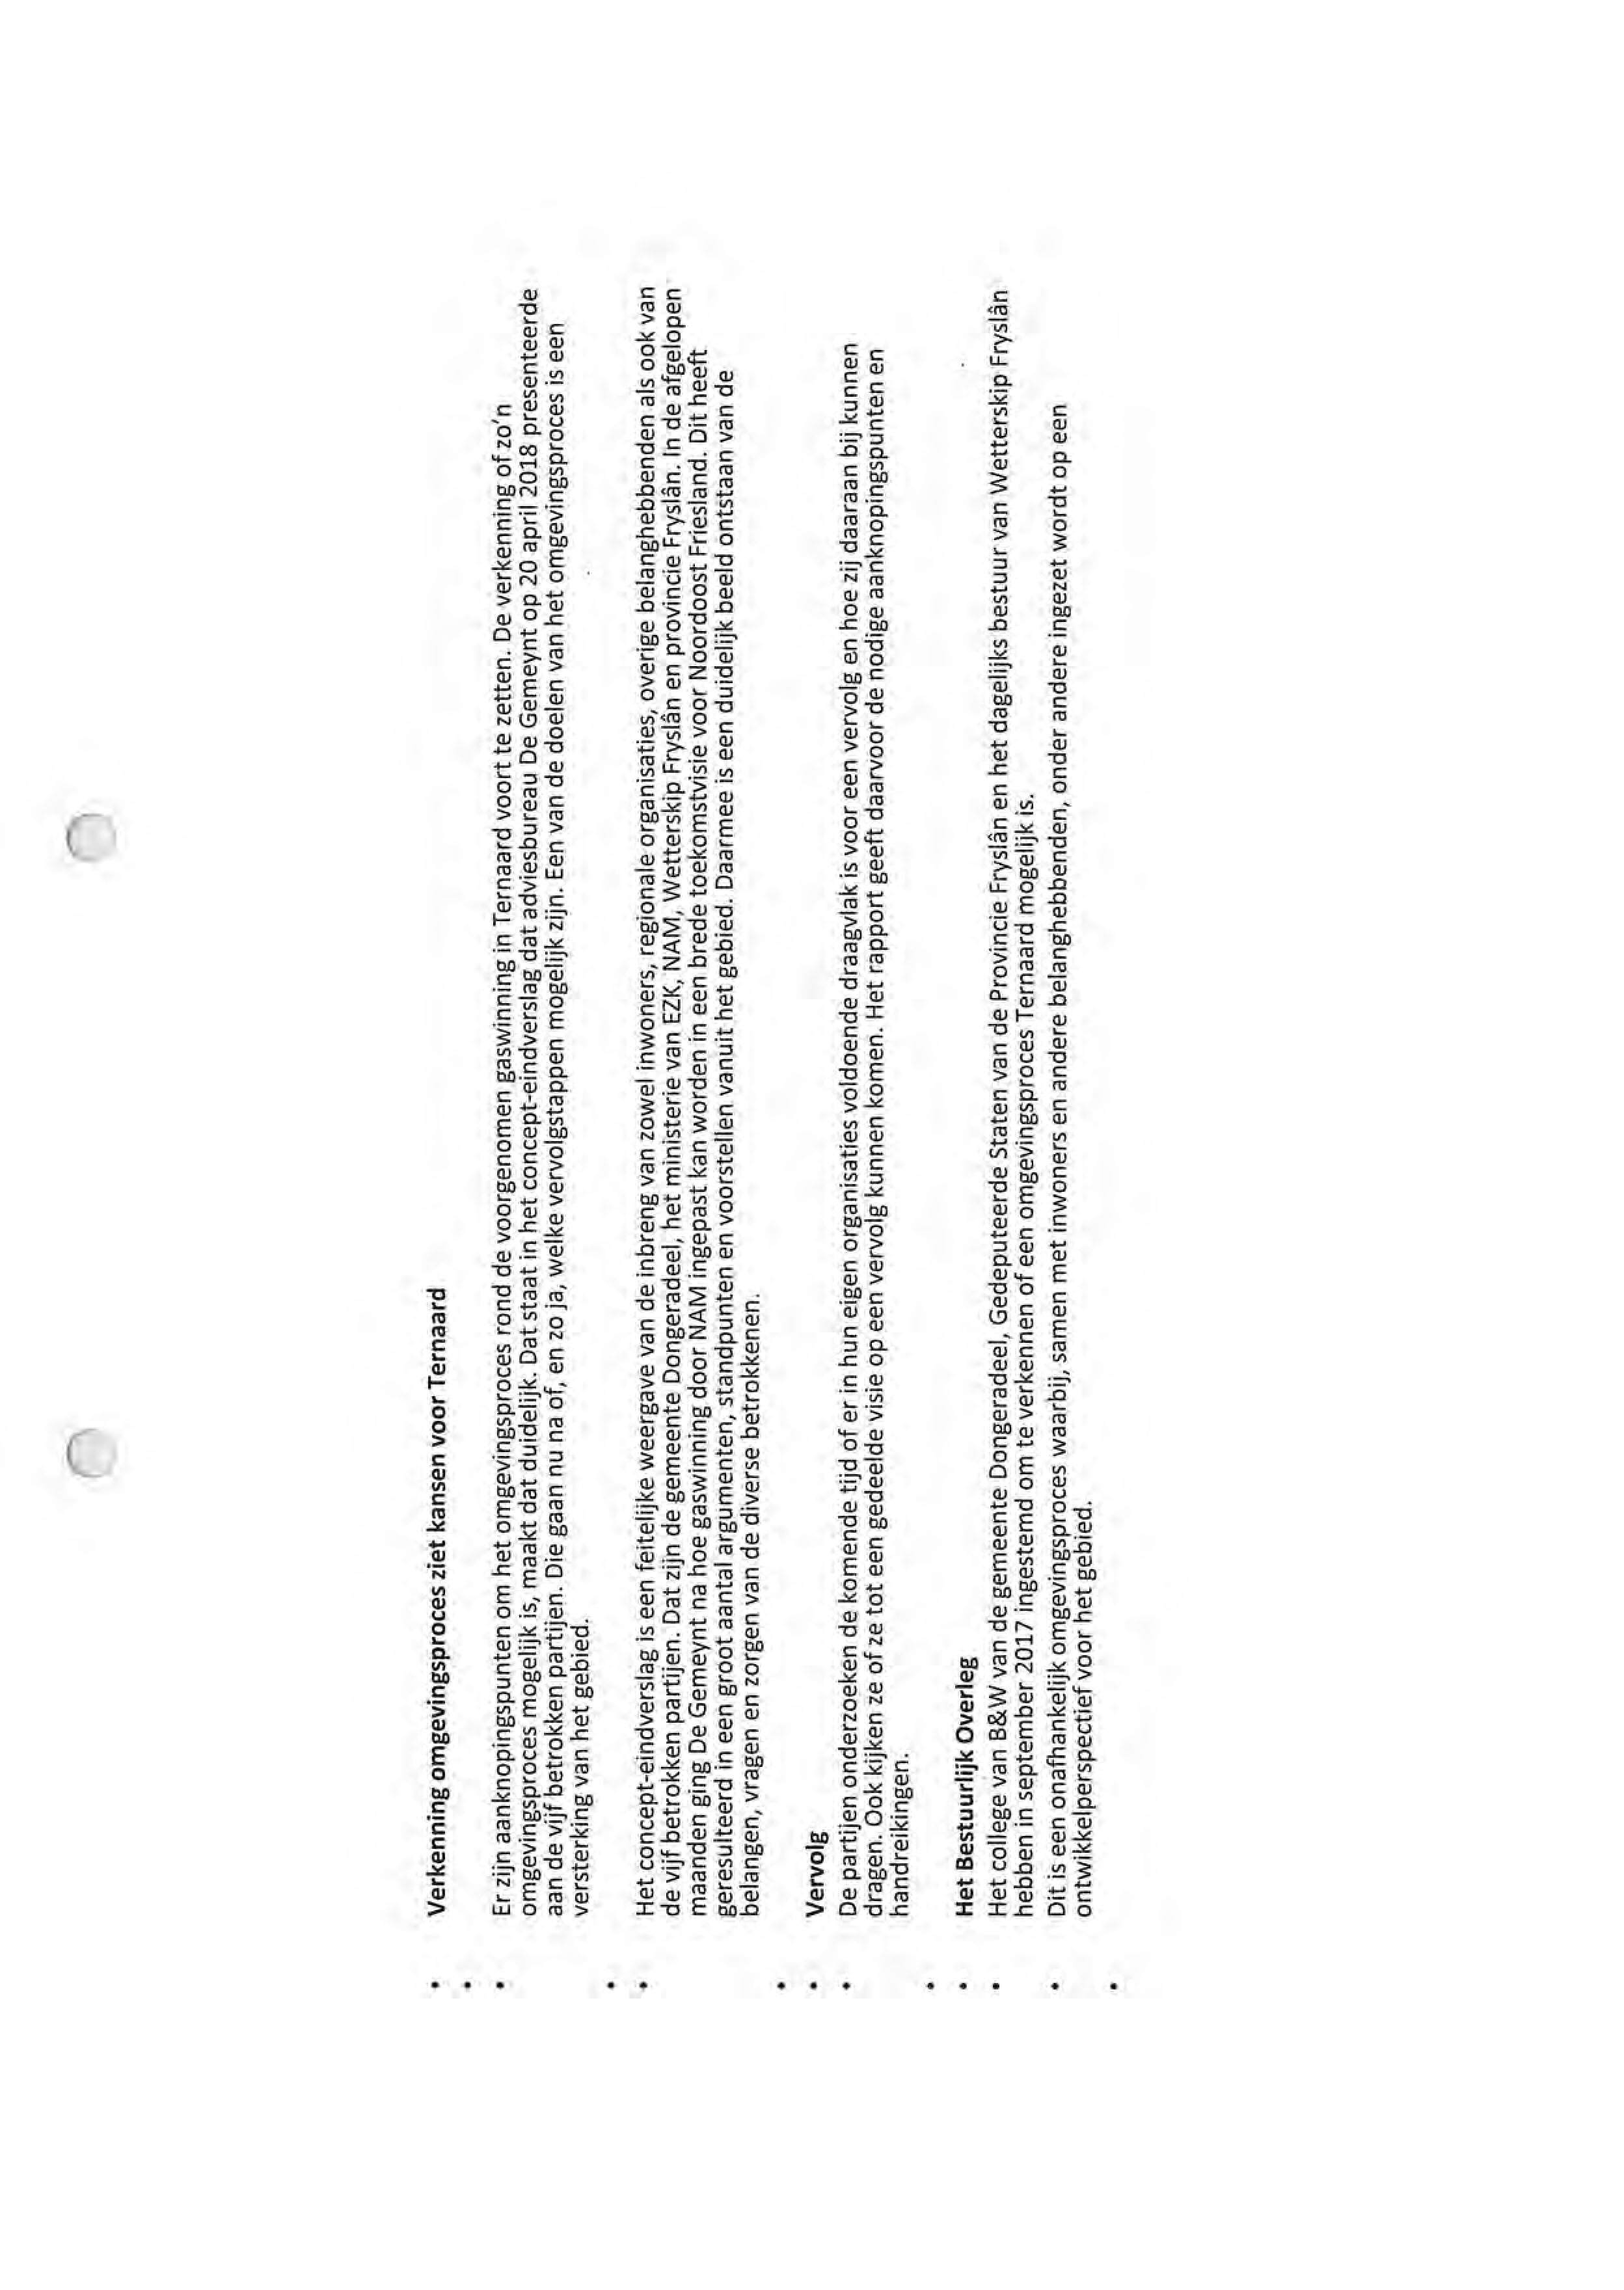 • Verkenning omgevingsproces ziet kansen voor Ternaard
•
• Er zijn aanknopingspunten om het omgevingsproces rond de voorgenomen gaswinning in Ternaard voort te zetten. De verkenning of zo'n
omgevingsproces mogelijk is, maakt dat duidelijk. Dat staat in het concept-eindverslag dat adviesbureau De Gemeynt op 20 april 2018 presenteerde
aan de vijf betrokken partijen. Die gaan nu na of, en zo ja, welke vervolgstappen mogelijk zijn. Een van de doelen van het omgevingsproces is een
versterking van het gebied.
•
• Het concept-eindverslag is een feitelijke weergave van de inbreng van zowel inwoners, regionale organisaties, overige belanghebbenden als ook van
de vijf betrokken partijen. Dat zijn de gemeente Dongeradeel, het ministerie van EZK, NAM, Wetterskip Fryslân en provincie Fryslân. In de afgelopen
maanden ging De Gemeynt na hoe gaswinning door NAM ingepast kan worden in een brede toekomstvisie voor Noordoost Friesland. Dit heeft
geresulteerd in een groot aantal argumenten, standpunten en voorstellen vanuit het gebied. Daarmee is een duidelijk beeld ontstaan van de
belangen, vragen en zorgen van de diverse betrokkenen.
•
• Vervolg
• De partijen onderzoeken de komende tijd of er in hun eigen organisaties voldoende draagvlak is voor een vervolg en hoe zij daaraan bij kunnen
dragen. Ook kijken ze of ze tot een gedeelde visie op een vervolg kunnen komen. Het rapport geeft daarvoor de nodige aanknopingspunten en
handreikingen.
•
• Het Bestuurlijk Overleg
• Het college van B&W van de gemeente Dongeradeel, Gedeputeerde Staten van de Provincie Fryslân en het dagelijks bestuur van Wetterskip Fryslân
hebben in september 2017 ingestemd om te verkennen of een omgevingsproces Ternaard mogelijk is.
• Dit is een onafhankelijk omgevingsproces waarbij, samen met inwoners en andere belanghebbenden, onder andere ingezet wordt op een
ontwikkelperspectief voor het gebied.
•